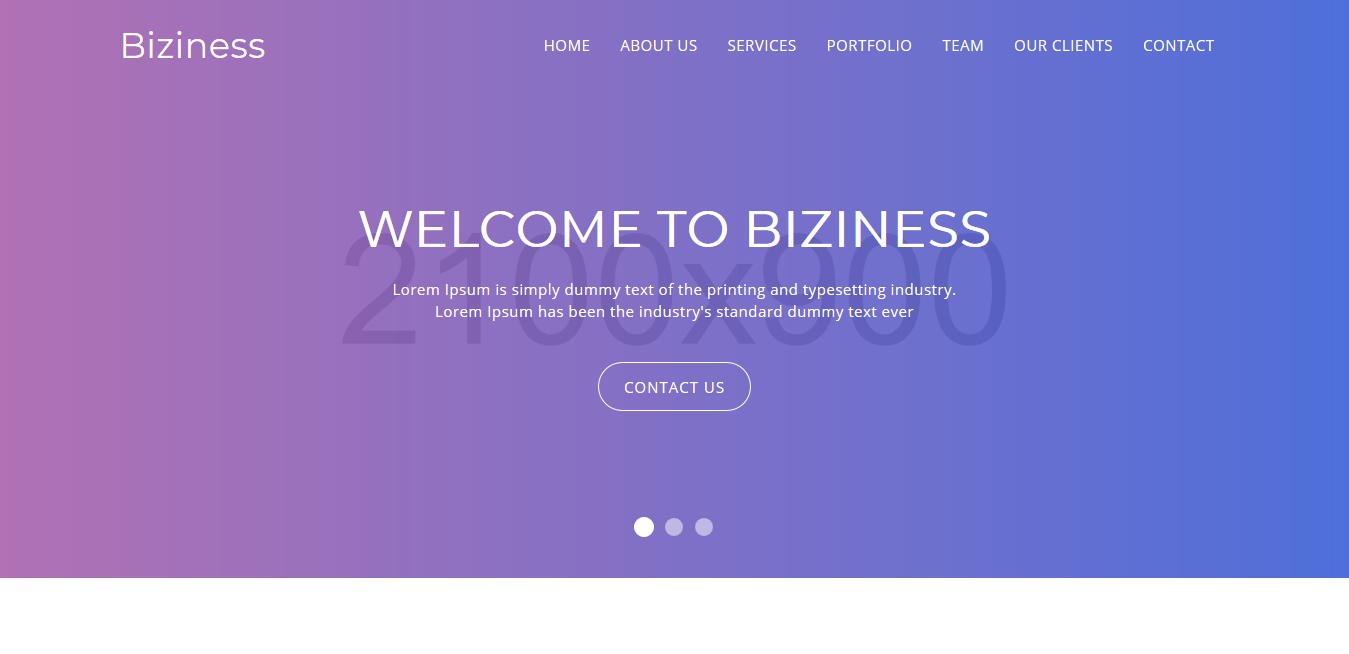 Biziness
HOME ABOUT US SERVICES PORTFOLIO TEAM OUR CLIENTS CONTACT
WELCOME TO BIZINESS
2100x900
Lorem Ipsum is simply dummy text of the printing and typesetting industry.
Lorem Ipsum has been the industry's standard dummy text ever
CONTACT US